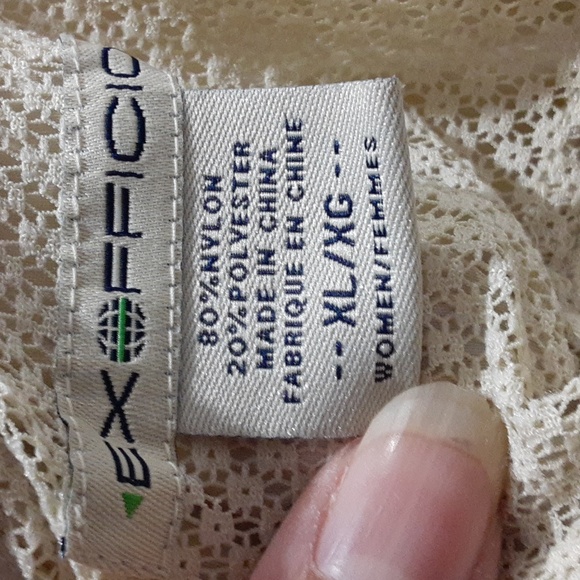 EXOFFICIO
80% NYLON
20% POLYESTER
MADE IN CHINA
FABRIQUE EN CHINE
-- XL/XG --
WOMEN/FEMMES